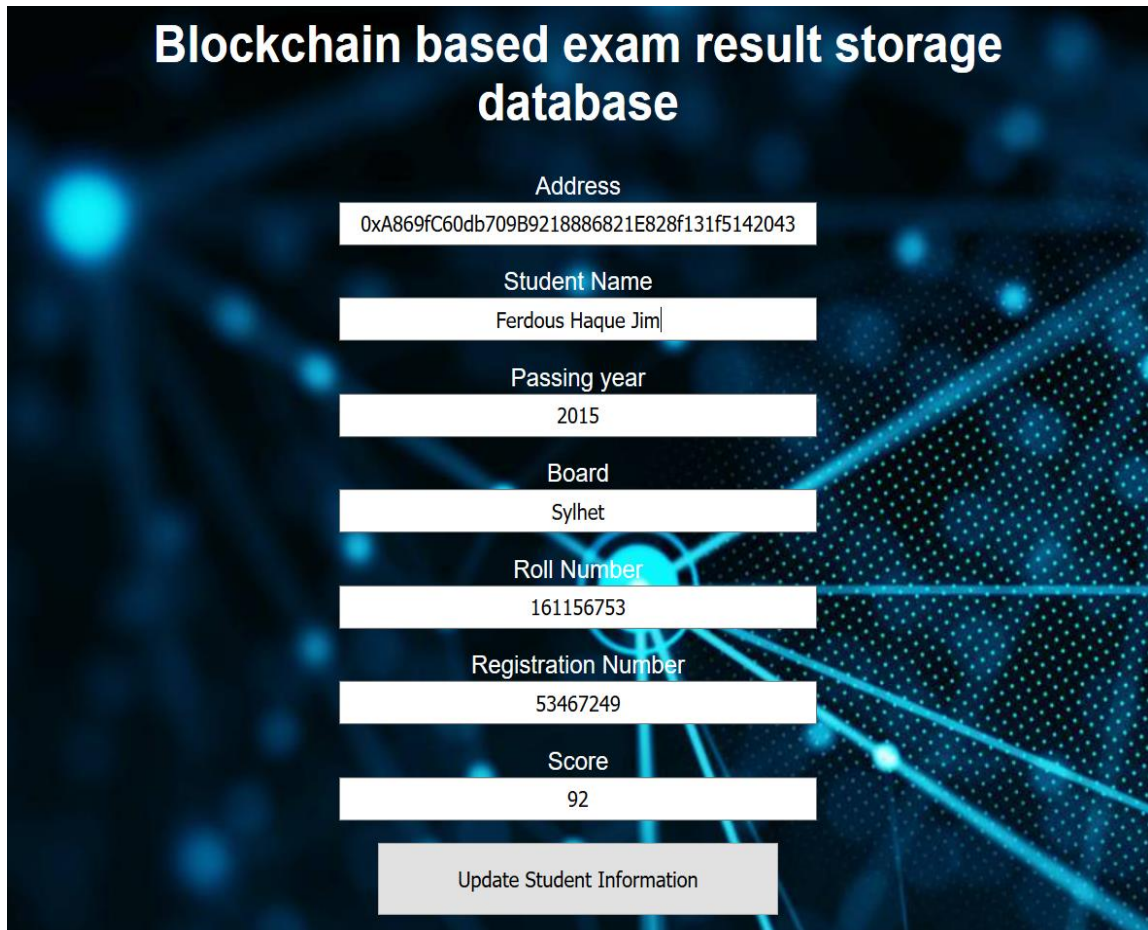 Blockchain based exam result storage
database
Address
0xA869fC60db709B9218886821E828f131f5142043
Student Name
Ferdous Haque Jim
Passing year
2015
Board
Sylhet
Roll Number
161156753
Registration Number
53467249
Score
92
Update Student Information